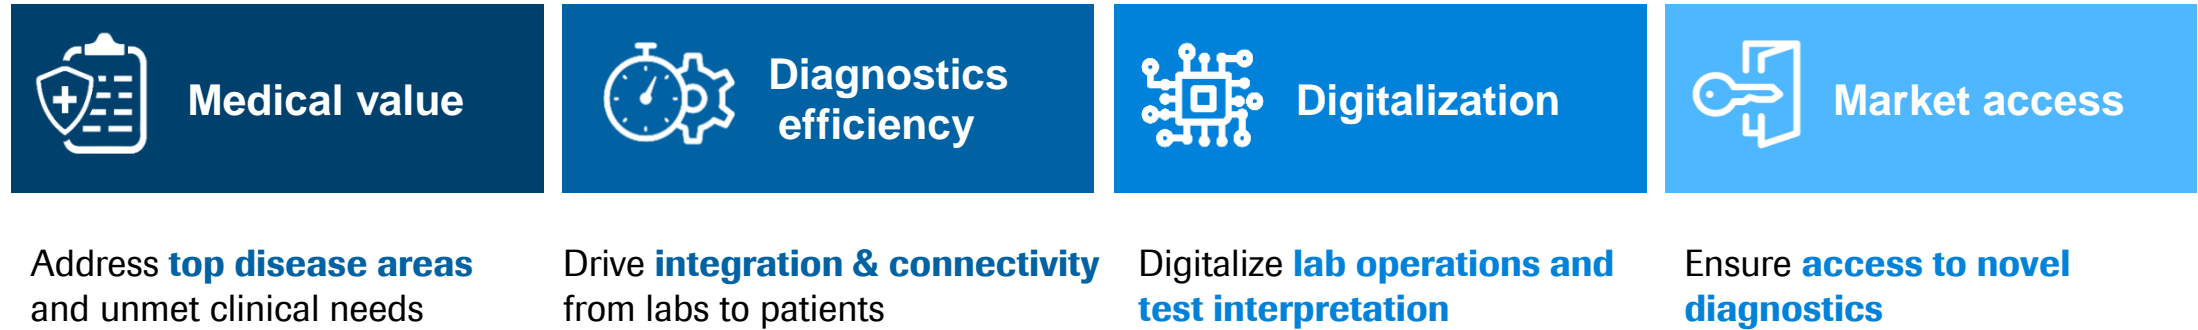 Medical value
Address top disease areas
and unmet clinical needs
Diagnostics
efficiency
Drive integration & connectivity
from labs to patients
Digitalization
Digitalize lab operations and
test interpretation
Market access
Ensure access to novel
diagnostics